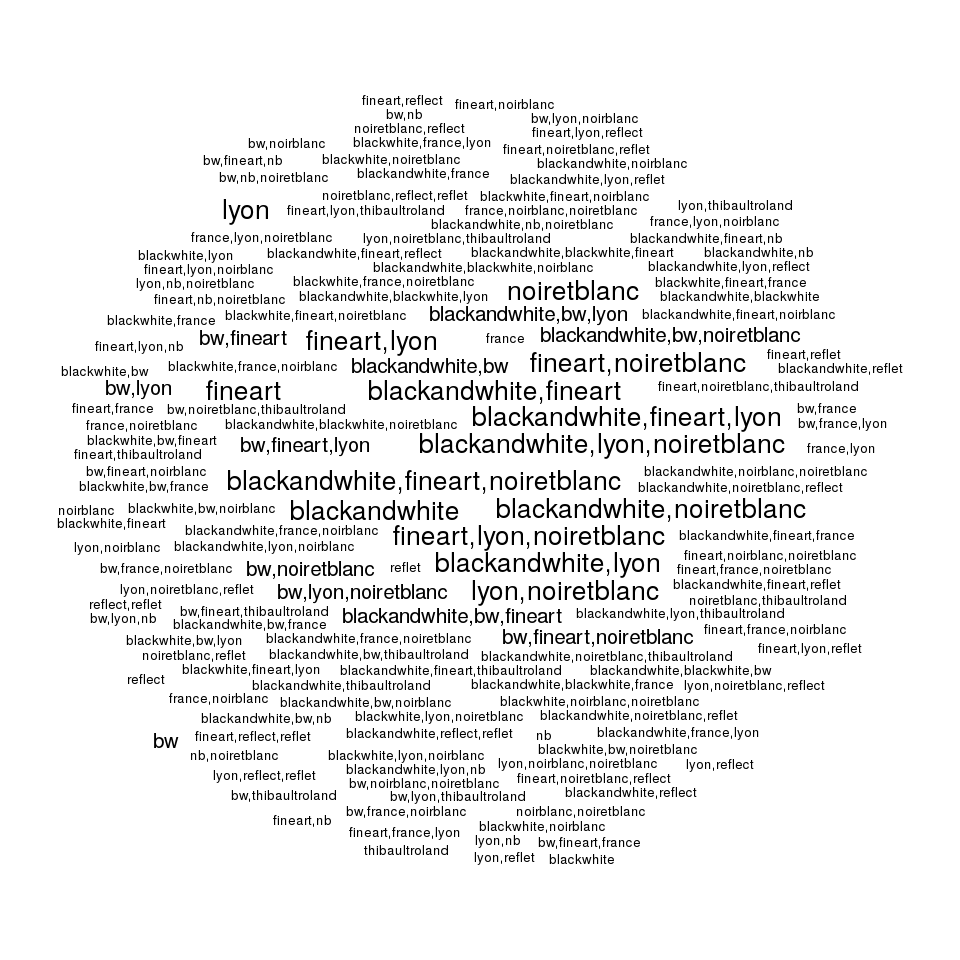 fineart,reflect
fineart,noirblanc
bw,nb
bw,lyon,noirblanc
noiretblanc,reflect
fineart,lyon,reflect
bw,noirblanc
blackwhite,france,lyon
fineart,noiretblanc,reflet
bw,fineart,nb
blackwhite,noiretblanc
blackandwhite,noirblanc
bw,nb,noiretblanc
blackandwhite,france
blackandwhite,lyon,reflet
noiretblanc,reflect,reflet
blackwhite,fineart,noirblanc
lyon
fineart,lyon,thibaultroland
france,noirblanc,noiretblanc
lyon,thibaultroland
blackandwhite,nb,noiretblanc
france,lyon,noirblanc
france,lyon,noiretblanc
lyon,noiretblanc,thibaultroland
blackandwhite,fineart,nb
blackwhite,lyon
blackandwhite,fineart,reflect
blackandwhite,blackwhite,fineart
blackandwhite,nb
fineart,lyon,noirblanc
blackandwhite,blackwhite,noirblanc
blackandwhite,lyon,reflect
lyon,nb,noiretblanc
blackwhite,france,noiretblanc
noiretblanc
blackwhite,fineart,france
fineart,nb,noiretblanc
blackandwhite,blackwhite,lyon
blackandwhite,blackwhite
blackwhite,france
blackwhite,fineart,noiretblanc
blackandwhite,bw,lyon
blackandwhite,fineart,noirblanc
fineart,lyon,nb
bw,fineart
fineart,lyon
france
blackandwhite,bw,noiretblanc
blackwhite,bw
blackwhite,france,noirblanc
blackandwhite,bw
fineart,noiretblanc
fineart,reflet
blackandwhite,reflet
bw,lyon
fineart
blackandwhite,fineart
fineart,noiretblanc,thibaultroland
fineart,france
bw,noiretblanc,thibaultroland
blackandwhite,fineart,lyon
bw,france
france,noiretblanc
blackandwhite,blackwhite,noiretblanc
bw,france,lyon
blackwhite,bw,fineart
bw,fineart,lyon
blackandwhite,lyon,noiretblanc
france,lyon
fineart,thibaultroland
bw,fineart,noirblanc
blackandwhite,fineart,noiretblanc
blackandwhite,noirblanc,noiretblanc
blackwhite,bw,france
blackandwhite,noiretblanc,reflect
noirblanc
blackwhite,bw,noirblanc
blackandwhite
blackandwhite,noiretblanc
blackwhite,fineart
blackandwhite,france,noirblanc
fineart,lyon,noiretblanc
blackandwhite,fineart,france
lyon,noirblanc
blackandwhite,lyon,noirblanc
blackandwhite,lyon
fineart,noirblanc,noiretblanc
bw,france,noiretblanc
bw,noiretblanc
reflet
fineart,france,noiretblanc
lyon,noiretblanc,reflet
bw,lyon,noiretblanc
lyon,noiretblanc
blackandwhite,fineart,reflet
reflect,reflet
noiretblanc,thibaultroland
bw,lyon,nb
bw,fineart,thibaultroland
blackandwhite,bw,fineart
blackandwhite,lyon,thibaultroland
blackandwhite,bw,france
fineart,france,noirblanc
blackwhite,bw,lyon
blackandwhite,france,noiretblanc
bw,fineart,noiretblanc
fineart,lyon,reflet
noiretblanc,reflet
blackandwhite,bw,thibaultroland
blackandwhite,noiretblanc,thibaultroland
blackwhite,fineart,lyon
blackandwhite,fineart,thibaultroland
blackandwhite,blackwhite,bw
reflect
blackandwhite,thibaultroland
blackandwhite,blackwhite,france
lyon,noiretblanc,reflect
france,noirblanc
blackandwhite,bw,noirblanc
blackwhite,noirblanc,noiretblanc
blackandwhite,bw,nb
blackwhite,lyon,noiretblanc
blackandwhite,noiretblanc,reflet
bw
fineart,reflect,reflet
blackandwhite,reflect,reflet
nb
blackandwhite,france,lyon
nb,noiretblanc
blackwhite,lyon,noirblanc
blackwhite,bw,noiretblanc
lyon,noirblanc,noiretblanc
lyon,reflect
lyon,reflect,reflet
blackandwhite,lyon,nb
bw,noirblanc,noiretblanc
fineart,noiretblanc,reflect
bw,thibaultroland
bw,lyon,thibaultroland
blackandwhite,reflect
bw,france,noirblanc
noirblanc,noiretblanc
fineart,nb
fineart,france,lyon
blackwhite,noirblanc
lyon,nb
bw,fineart,france
thibaultroland
lyon,reflet
blackwhite